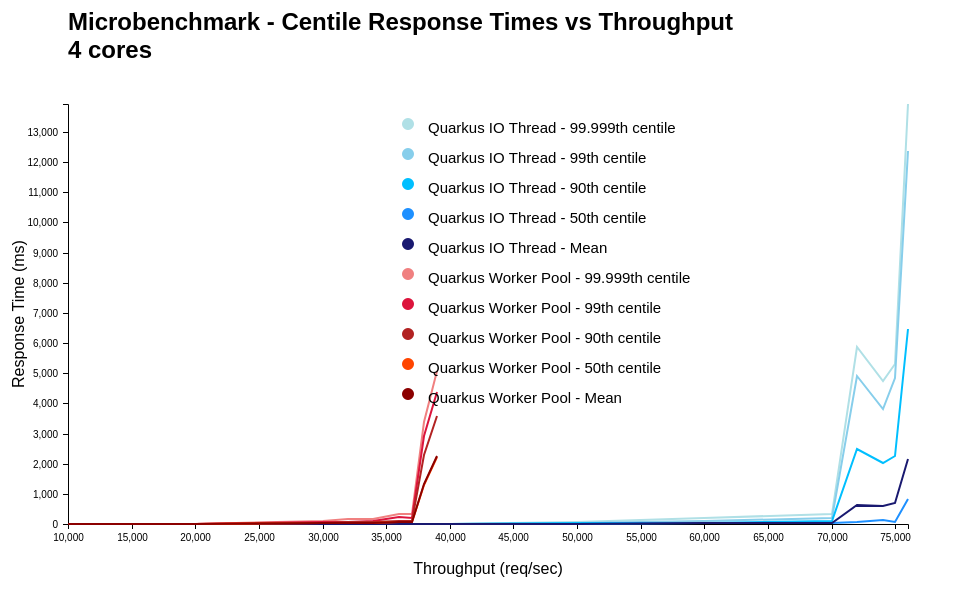 Microbenchmark - Centile Response Times vs Throughput
4 cores
Quarkus IO Thread - 99.999th centile
Quarkus IO Thread - 99th centile
Quarkus IO Thread - 90th centile
Quarkus IO Thread - 50th centile
Quarkus IO Thread - Mean
Quarkus Worker Pool - 99.999th centile
Quarkus Worker Pool - 99th centile
Quarkus Worker Pool - 90th centile
Quarkus Worker Pool - 50th centile
Quarkus Worker Pool - Mean
Response Time (ms)
13,000
12,000
11,000
10,000
9,000
8,000
7,000
6,000
5,000
4,000
3,000
2,000
1,000
0
10,000 15,000 20,000 25,000 30,000 35,000 40,000 45,000 50,000 55,000 60,000 65,000 70,000 75,000
Throughput (req/sec)